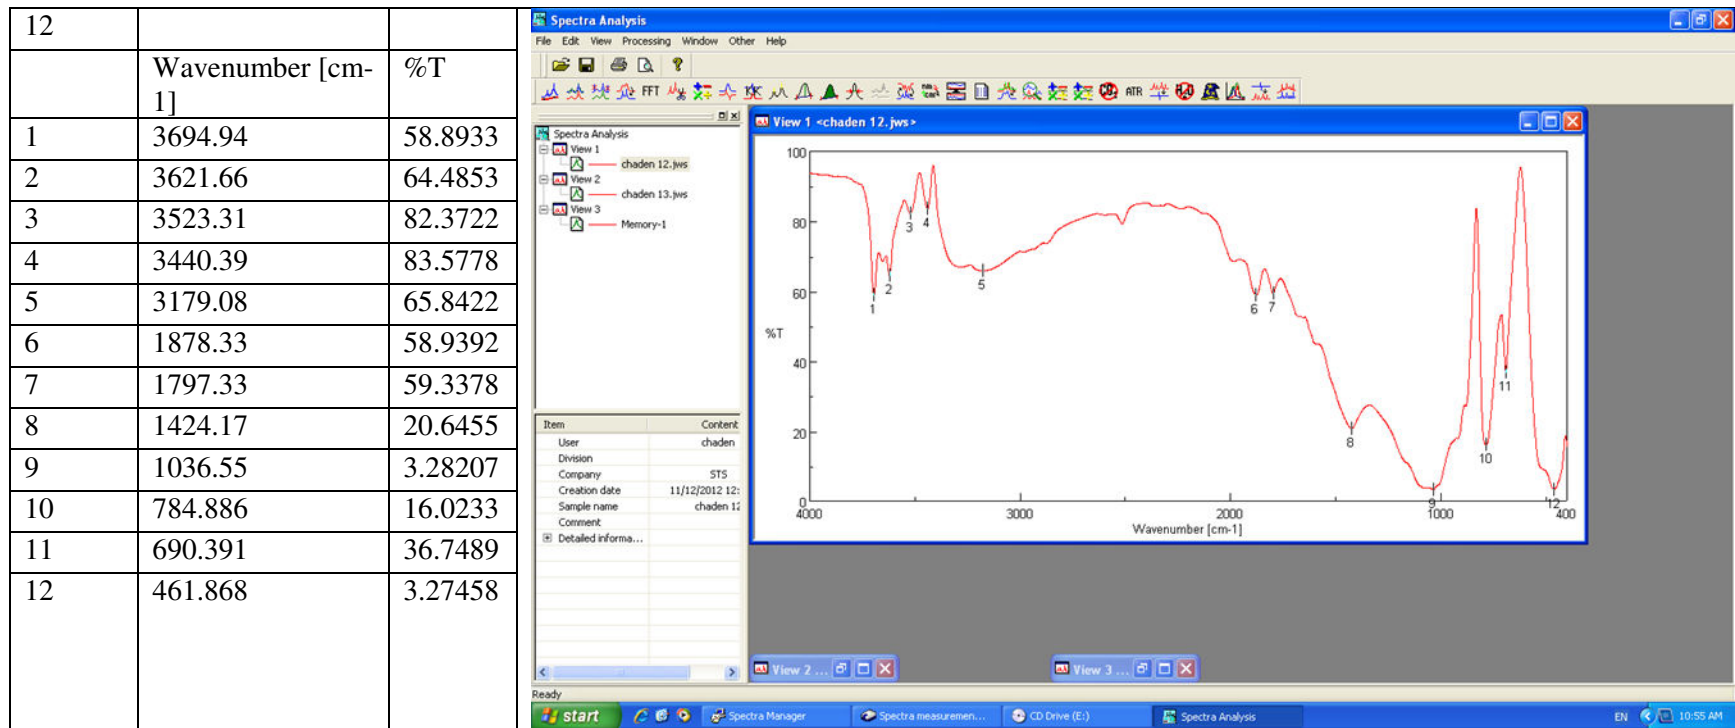 12
Wavenumber [cm-
1]
%T
1 3694.94 58.8933
2 3621.66 64.4853
3 3523.31 82.3722
4 3440.39 83.5778
5 3179.08 65.8422
6 1878.33 58.9392
7 1797.33 59.3378
8 1424.17 20.6455
9 1036.55 3.28207
10 784.886 16.0233
11 690.391 36.7489
12 461.868 3.27458
Spectra Analysis
File Edit View Processing Window Other Help
FFT ATR
Spectra Analysis
View 1
chaden 12.jws
View 2
chaden 13.jws
View 3
Memory-1
Item Content
User chaden
Division
Company STS
Creation date 11/12/2012 12:
Sample name chaden 12
Comment
Detailed informa...
View 1 <chaden 12.jws>
100
80
60
40
20
0
%T
1
2
3
4
5
6
7
8
9
10
11
12
4000 3000 2000 1000 400
Wavenumber [cm-1]
View 2 ...
View 3 ...
Ready
start
Spectra Manager
Spectra measuremen...
CD Drive (E:)
Spectra Analysis
EN
10:55 AM